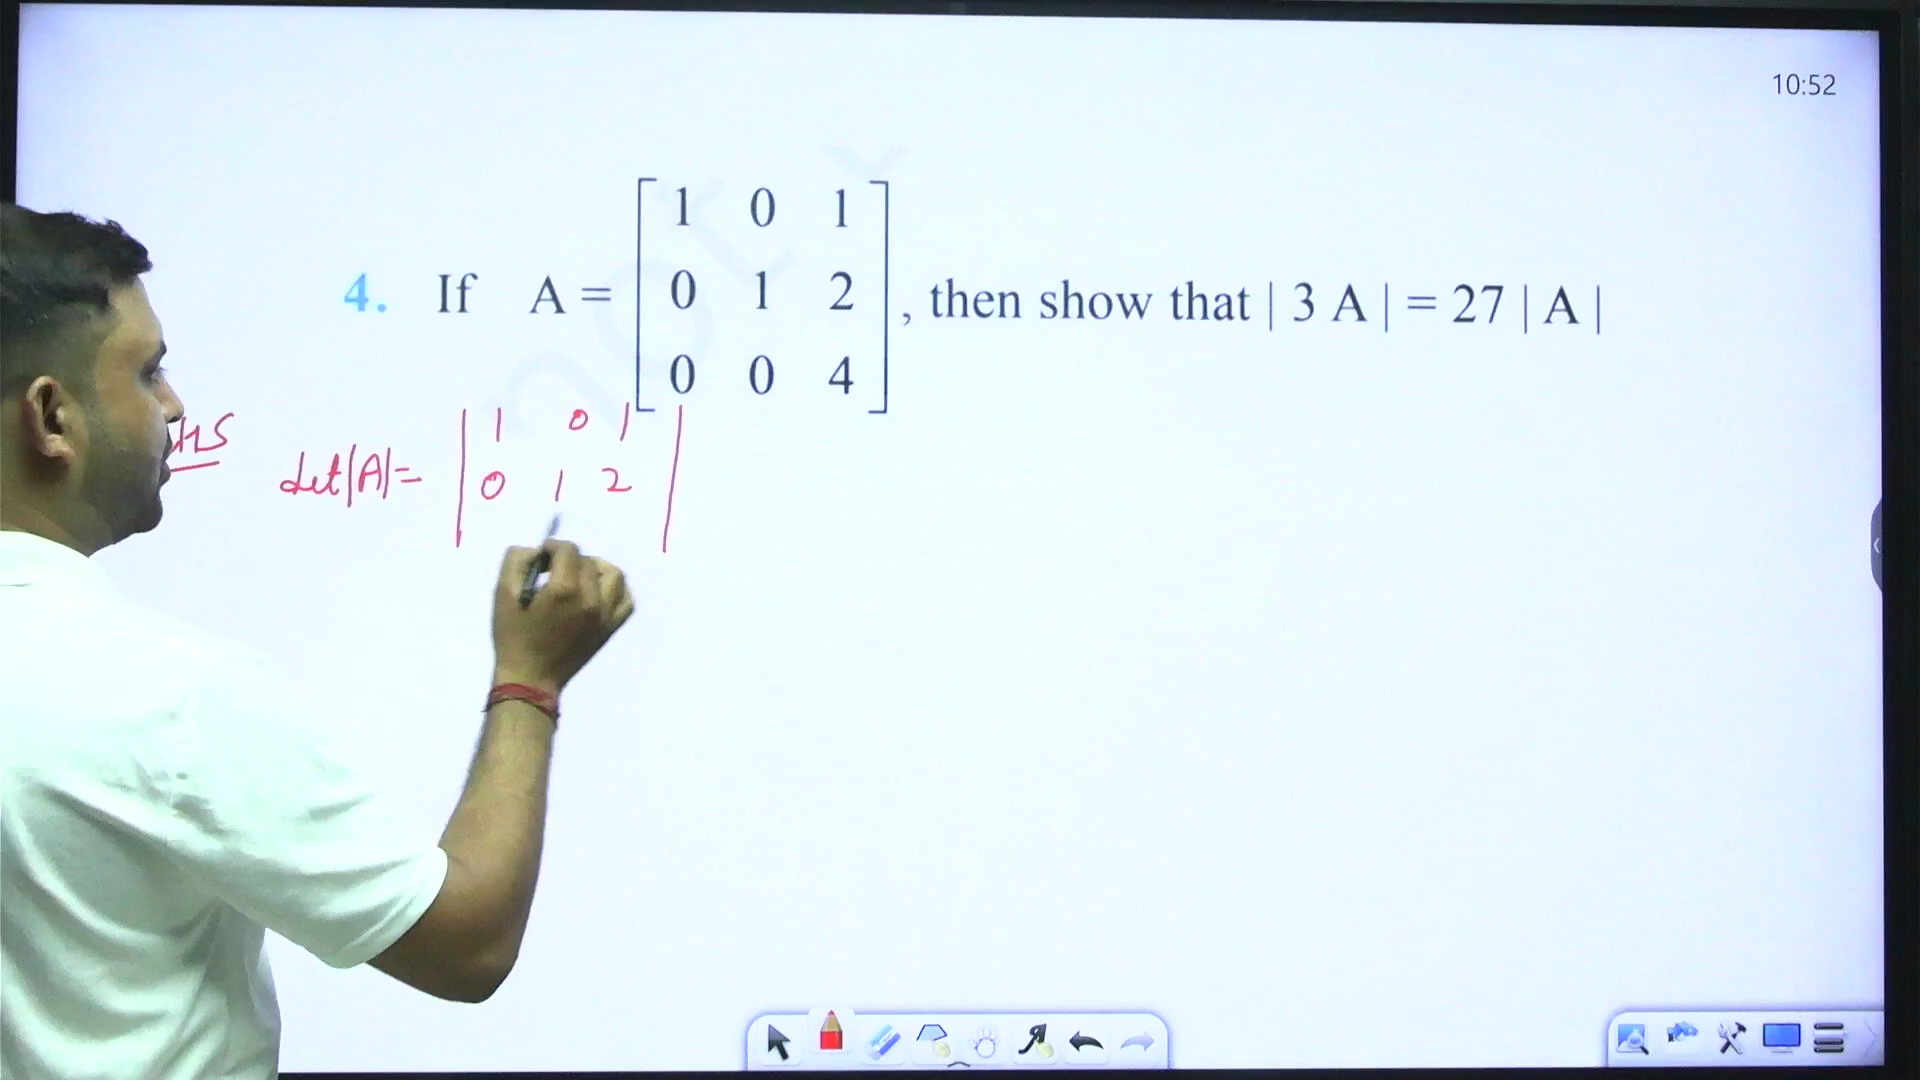 10:52
1 0 1
4. If A = 0 1 2 , then show that | 3 A | = 27 | A |
0 0 4
HS
det|A|= 1 0 1
0 1 2